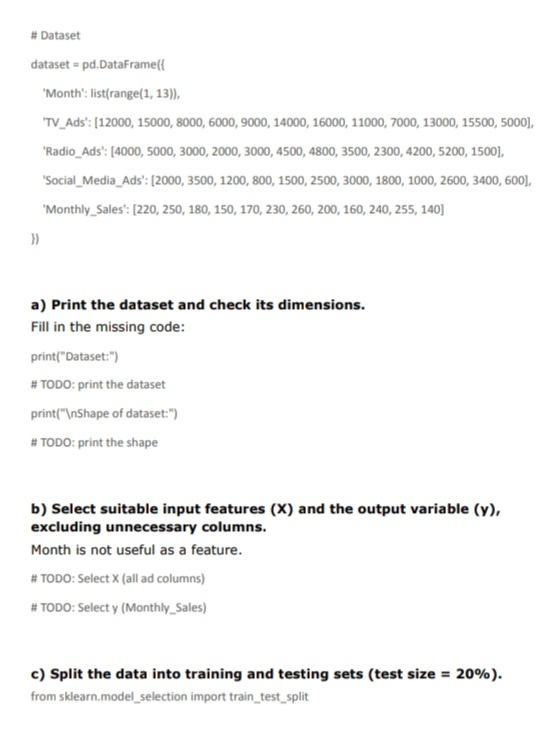 # Dataset
dataset = pd.DataFrame({
'Month': list(range(1, 13)),
'TV_Ads': [12000, 15000, 8000, 6000, 9000, 14000, 16000, 11000, 7000, 13000, 15500, 5000],
'Radio_Ads': [4000, 5000, 3000, 2000, 3000, 4500, 4800, 3500, 2300, 4200, 5200, 1500],
'Social_Media_Ads': [2000, 3500, 1200, 800, 1500, 2500, 3000, 1800, 1000, 2600, 3400, 600],
'Monthly_Sales': [220, 250, 180, 150, 170, 230, 260, 200, 160, 240, 255, 140]
})
a) Print the dataset and check its dimensions.
Fill in the missing code:
print("Dataset:")
# TODO: print the dataset
print("\nShape of dataset:")
# TODO: print the shape
b) Select suitable input features (X) and the output variable (y),
excluding unnecessary columns.
Month is not useful as a feature.
# TODO: Select X (all ad columns)
# TODO: Select y (Monthly_Sales)
c) Split the data into training and testing sets (test size = 20%).
from sklearn.model_selection import train_test_split